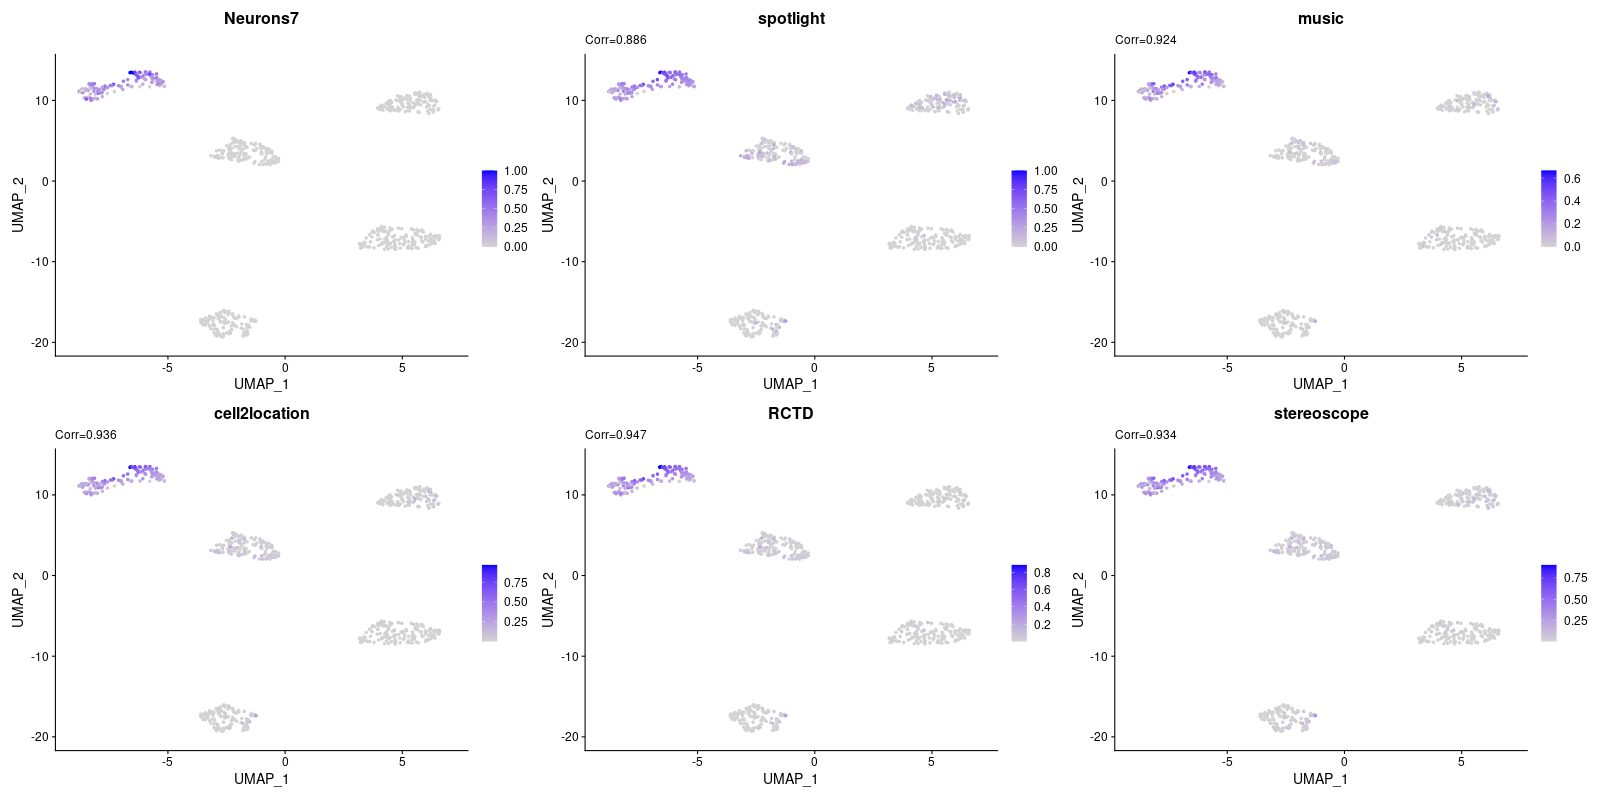 Neurons7
10
0
-10
-20
-5
0
5
UMAP_1
UMAP_2
1.00
0.75
0.50
0.25
0.00
spotlight
Corr=0.886
10
0
-10
-20
-5
0
5
UMAP_1
UMAP_2
1.00
0.75
0.50
0.25
0.00
music
Corr=0.924
10
0
-10
-20
-5
0
5
UMAP_1
UMAP_2
0.6
0.4
0.2
0.0
cell2location
Corr=0.936
10
0
-10
-20
-5
0
5
UMAP_1
UMAP_2
0.75
0.50
0.25
RCTD
Corr=0.947
10
0
-10
-20
-5
0
5
UMAP_1
UMAP_2
0.8
0.6
0.4
0.2
stereoscope
Corr=0.934
10
0
-10
-20
-5
0
5
UMAP_1
UMAP_2
0.75
0.50
0.25